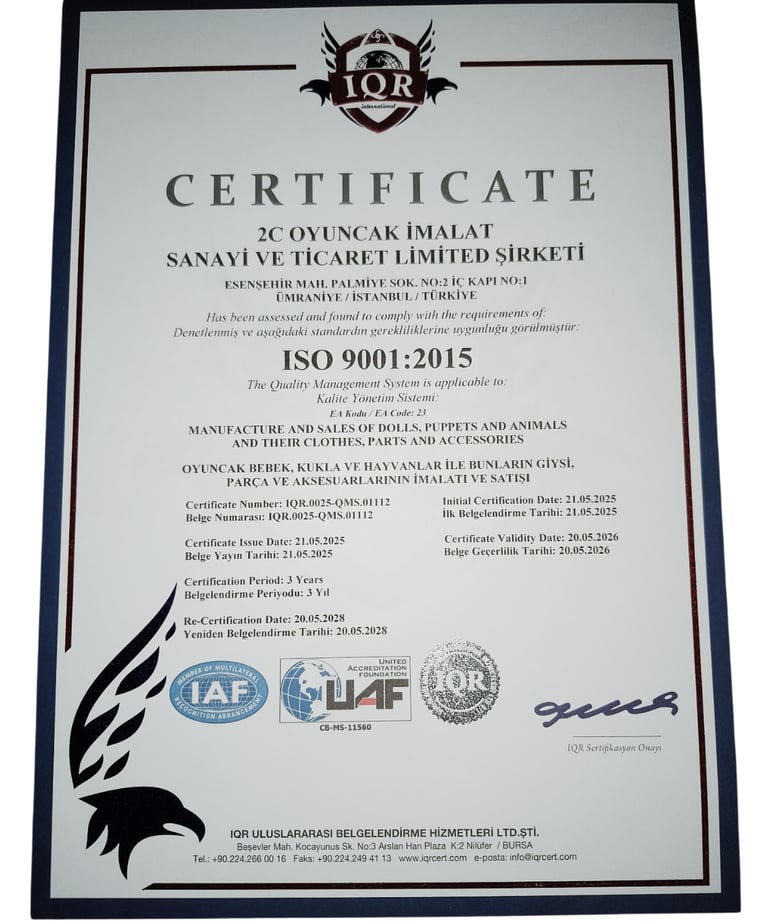 IQR
international
CERTIFICATE
2C OYUNCAK İMALAT
SANAYİ VE TİCARET LİMİTED ŞİRKETİ
ESENŞEHİR MAH. PALMİYE SOK. NO:2 İÇ KAPI NO:1
ÜMRANİYE / İSTANBUL / TÜRKİYE
Has been assessed and found to comply with the requirements of:
Denetlenmiş ve aşağıdaki standardın gerekliliklerine uygunluğu görülmüştür:
ISO 9001:2015
The Quality Management System is applicable to:
Kalite Yönetim Sistemi:
EA Kodu / EA Code: 23
MANUFACTURE AND SALES OF DOLLS, PUPPETS AND ANIMALS
AND THEIR CLOTHES, PARTS AND ACCESSORIES
OYUNCAK BEBEK, KUKLA VE HAYVANLAR İLE BUNLARIN GİYSİ,
PARÇA VE AKSESUARLARININ İMALATI VE SATIŞI
Certificate Number: IQR.0025-QMS.01112
Belge Numarası: IQR.0025-QMS.01112
Initial Certification Date: 21.05.2025
İlk Belgelendirme Tarihi: 21.05.2025
Certificate Issue Date: 21.05.2025
Belge Yayın Tarihi: 21.05.2025
Certificate Validity Date: 20.05.2026
Belge Geçerlilik Tarihi: 20.05.2026
Certification Period: 3 Years
Belgelendirme Periyodu: 3 Yıl
Re-Certification Date: 20.05.2028
Yeniden Belgelendirme Tarihi: 20.05.2028
MEMBER OF MULTILATERAL
IAF
RECOGNITION ARRANGEMENT
UNITED
ACCREDITATION
FOUNDATION
UAF
CB-MS-11560
IQR
IQR Sertifikasyon Onayı
IQR ULUSLARARASI BELGELENDİRME HİZMETLERİ LTD.ŞTİ.
Beşevler Mah. Kocayunus Sk. No:3 Arslan Han Plaza K:2 Nilüfer / BURSA
Tel.: +90.224.266 00 16 Faks: +90.224.249 41 13 www.iqrcert.com e-posta: info@iqrcert.com